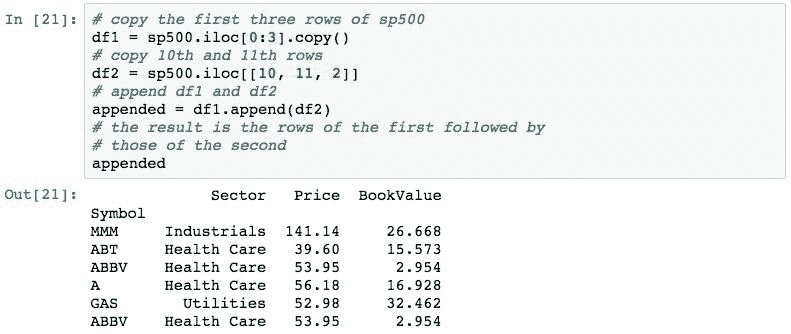 In [21]: # copy the first three rows of sp500
df1 = sp500.iloc[0:3].copy()
# copy 10th and 11th rows
df2 = sp500.iloc[[10, 11, 2]]
# append df1 and df2
appended = df1.append(df2)
# the result is the rows of the first followed by
# those of the second
appended
Out[21]: Sector Price BookValue
Symbol
MMM Industrials 141.14 26.668
ABT Health Care 39.60 15.573
ABBV Health Care 53.95 2.954
A Health Care 56.18 16.928
GAS Utilities 52.98 32.462
ABBV Health Care 53.95 2.954